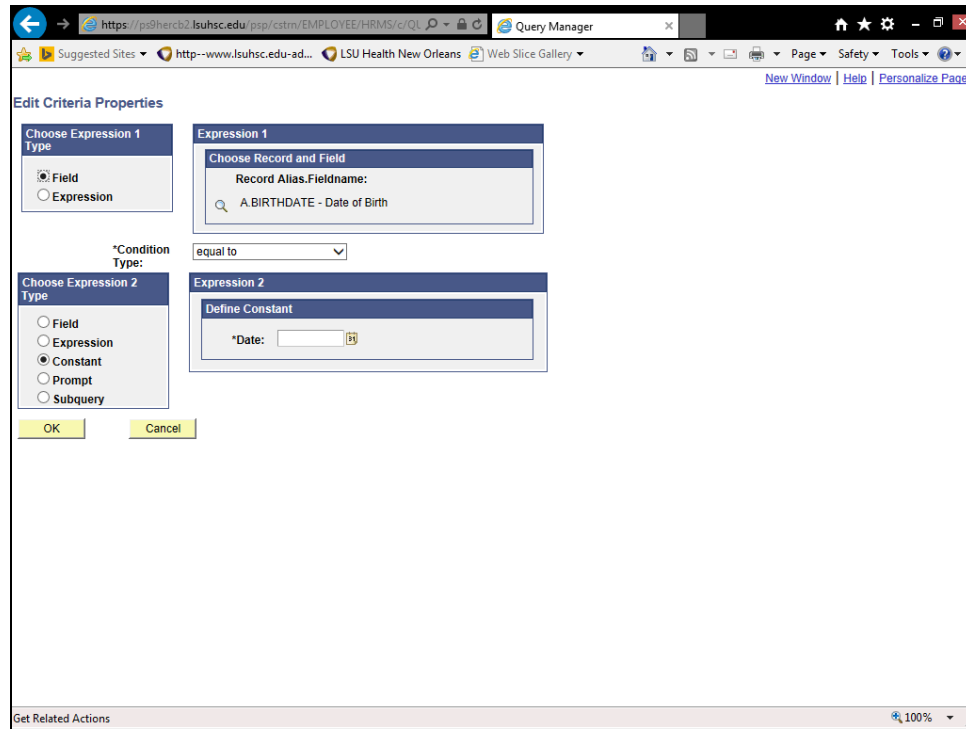 https://ps9hercb2.lsuhsc.edu/psp/cstrn/EMPLOYEE/HRMS/c/QU
Query Manager
Suggested Sites
http--www.lsuhsc.edu-ad...
LSU Health New Orleans
Web Slice Gallery
Page
Safety
Tools
New Window | Help | Personalize Page
Edit Criteria Properties
Choose Expression 1 Type
Field
Expression
Expression 1
Choose Record and Field
Record Alias.Fieldname:
A.BIRTHDATE - Date of Birth
*Condition Type:
equal to
Choose Expression 2 Type
Field
Expression
Constant
Prompt
Subquery
Expression 2
Define Constant
*Date:
31
OK
Cancel
Get Related Actions
100%